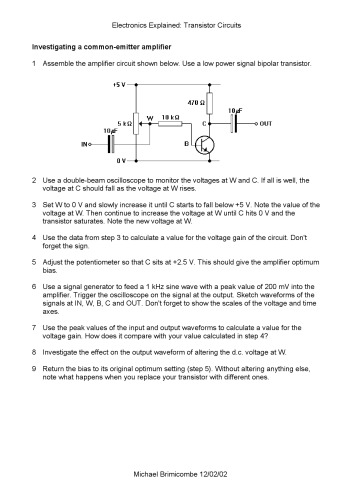 Electronics Explained: Transistor Circuits
Investigating a common-emitter amplifier
1 Assemble the amplifier circuit shown below. Use a low power signal bipolar transistor.
+5 V
470 Ω
10µF
W
10 kΩ
5 kΩ
C
OUT
10µF
B
IN
0 V
2 Use a double-beam oscilloscope to monitor the voltages at W and C. If all is well, the
voltage at C should fall as the voltage at W rises.
3 Set W to 0 V and slowly increase it until C starts to fall below +5 V. Note the value of the
voltage at W. Then continue to increase the voltage at W until C hits 0 V and the
transistor saturates. Note the new voltage at W.
4 Use the data from step 3 to calculate a value for the voltage gain of the circuit. Don't
forget the sign.
5 Adjust the potentiometer so that C sits at +2.5 V. This should give the amplifier optimum
bias.
6 Use a signal generator to feed a 1 kHz sine wave with a peak value of 200 mV into the
amplifier. Trigger the oscilloscope on the signal at the output. Sketch waveforms of the
signals at IN, W, B, C and OUT. Don't forget to show the scales of the voltage and time
axes.
7 Use the peak values of the input and output waveforms to calculate a value for the
voltage gain. How does it compare with your value calculated in step 4?
8 Investigate the effect on the output waveform of altering the d.c. voltage at W.
9 Return the bias to its original optimum setting (step 5). Without altering anything else,
note what happens when you replace your transistor with different ones.
Michael Brimicombe 12/02/02